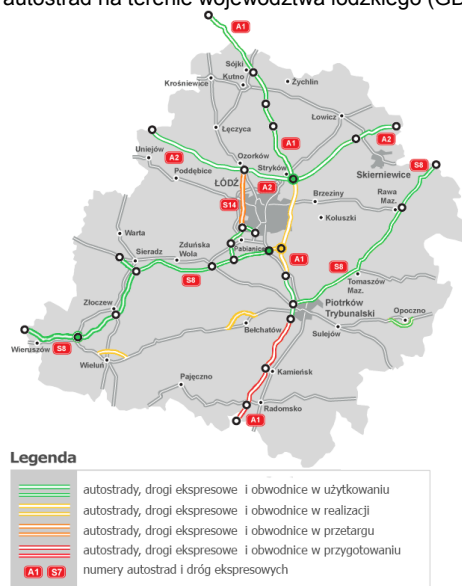 autostrad na terenie województwa łódzkiego (GD
A1
Sójki
Kutno
Krośniewice
Żychlin
Łowicz
Łęczyca
A1
A2
Uniejów
A2
Ozorków
Stryków
Poddębice
ŁÓDŹ
A2
Skierniewice
S8
S14
Brzeziny
Rawa
Maz.
Koluszki
Warta
Pabianice
Zduńska
Wola
Sieradz
A1
S8
S8
Tomaszów
Maz.
Złoczew
Piotrków
Trybunalski
Opoczno
Bełchatów
Sulejów
Wieruszów
S8
Wieluń
Pajęczno
Kamieńsk
Radomsko
A1
Legenda
autostrady, drogi ekspresowe i obwodnice w użytkowaniu
autostrady, drogi ekspresowe i obwodnice w realizacji
autostrady, drogi ekspresowe i obwodnice w przetargu
autostrady, drogi ekspresowe i obwodnice w przygotowaniu
A1 S7 numery autostrad i dróg ekspresowych